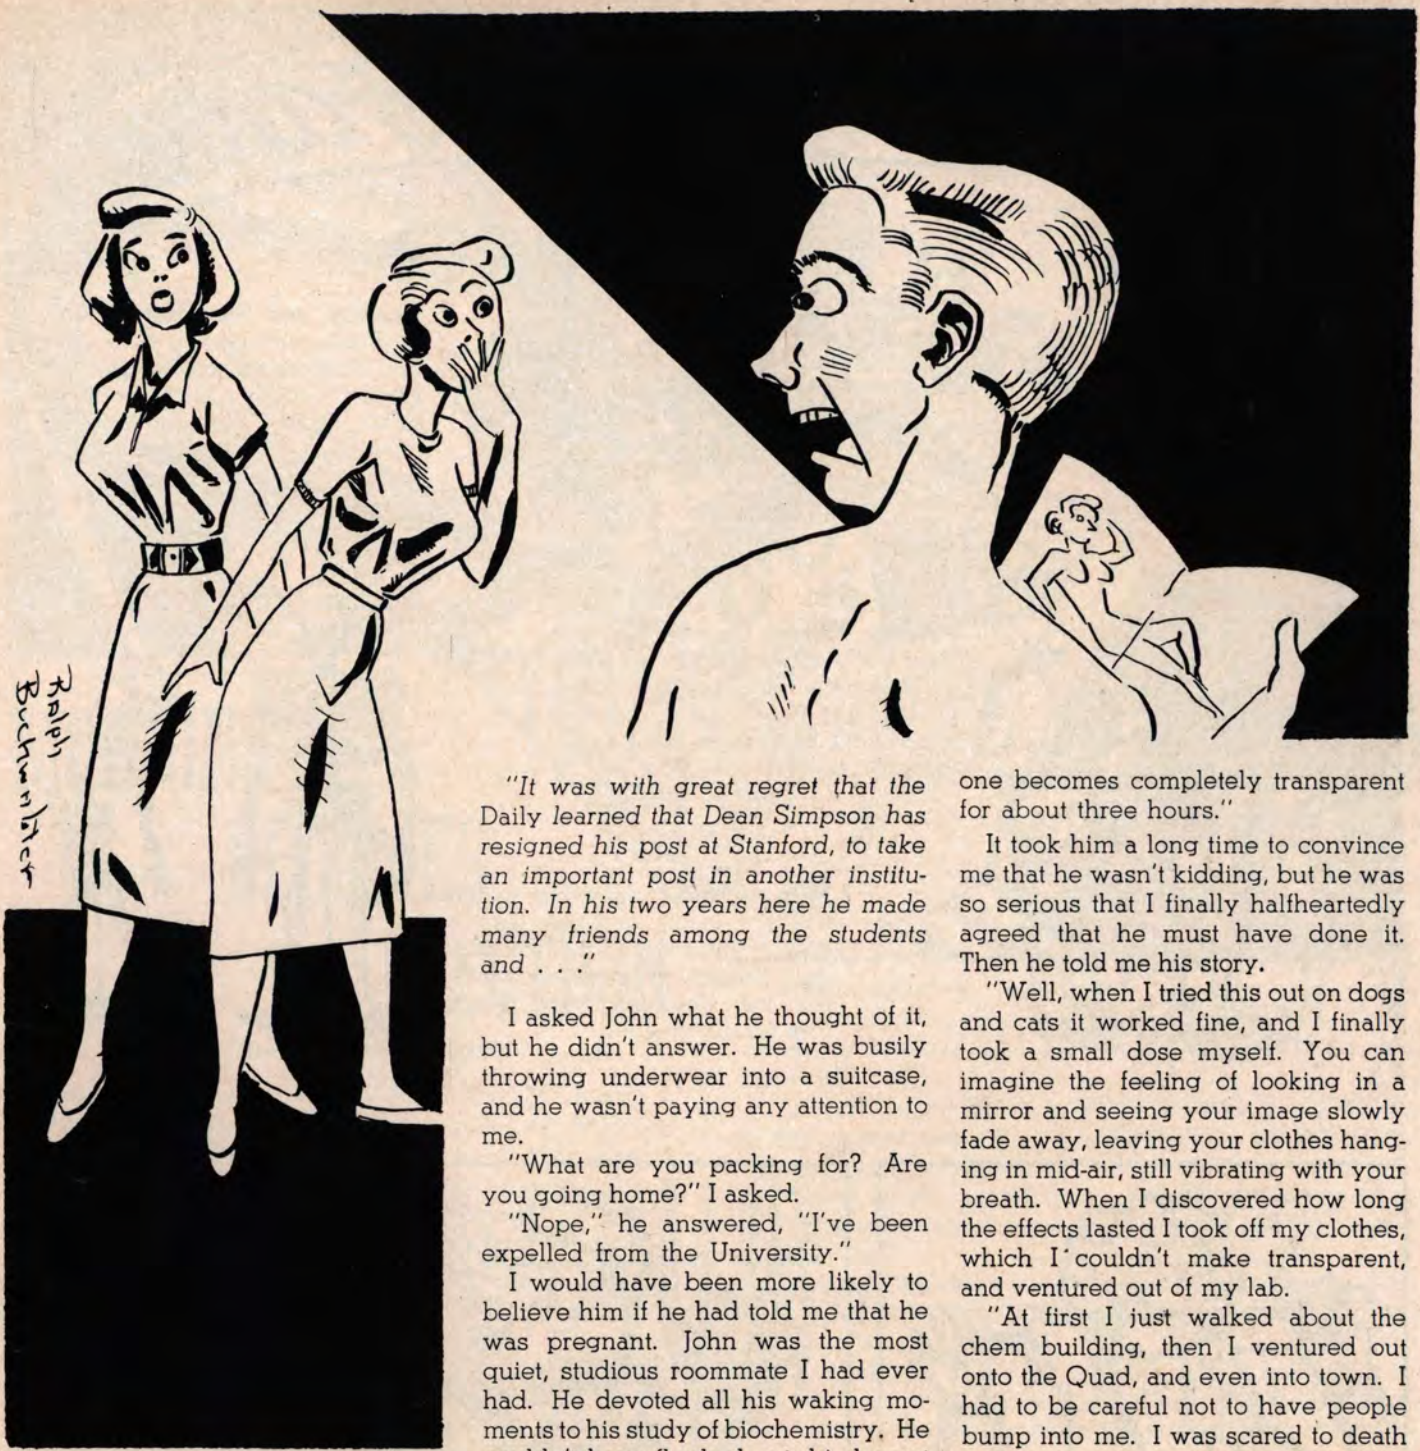 Ralph
Buchwalter
"It was with great regret that the
Daily learned that Dean Simpson has
resigned his post at Stanford, to take
an important post in another institu-
tion. In his two years here he made
many friends among the students
and . . ."
I asked John what he thought of it,
but he didn't answer. He was busily
throwing underwear into a suitcase,
and he wasn't paying any attention to
me.
"What are you packing for? Are
you going home?" I asked.
"Nope," he answered, "I've been
expelled from the University."
I would have been more likely to
believe him if he had told me that he
was pregnant. John was the most
quiet, studious roommate I had ever
had. He devoted all his waking mo-
ments to his study of biochemistry. He
one becomes completely transparent
for about three hours."
It took him a long time to convince
me that he wasn't kidding, but he was
so serious that I finally halfheartedly
agreed that he must have done it.
Then he told me his story.
"Well, when I tried this out on dogs
and cats it worked fine, and I finally
took a small dose myself. You can
imagine the feeling of looking in a
mirror and seeing your image slowly
fade away, leaving your clothes hang-
ing in mid-air, still vibrating with your
breath. When I discovered how long
the effects lasted I took off my clothes,
which I couldn't make transparent,
and ventured out of my lab.
"At first I just walked about the
chem building, then I ventured out
onto the Quad, and even into town. I
had to be careful not to have people
bump into me. I was scared to death